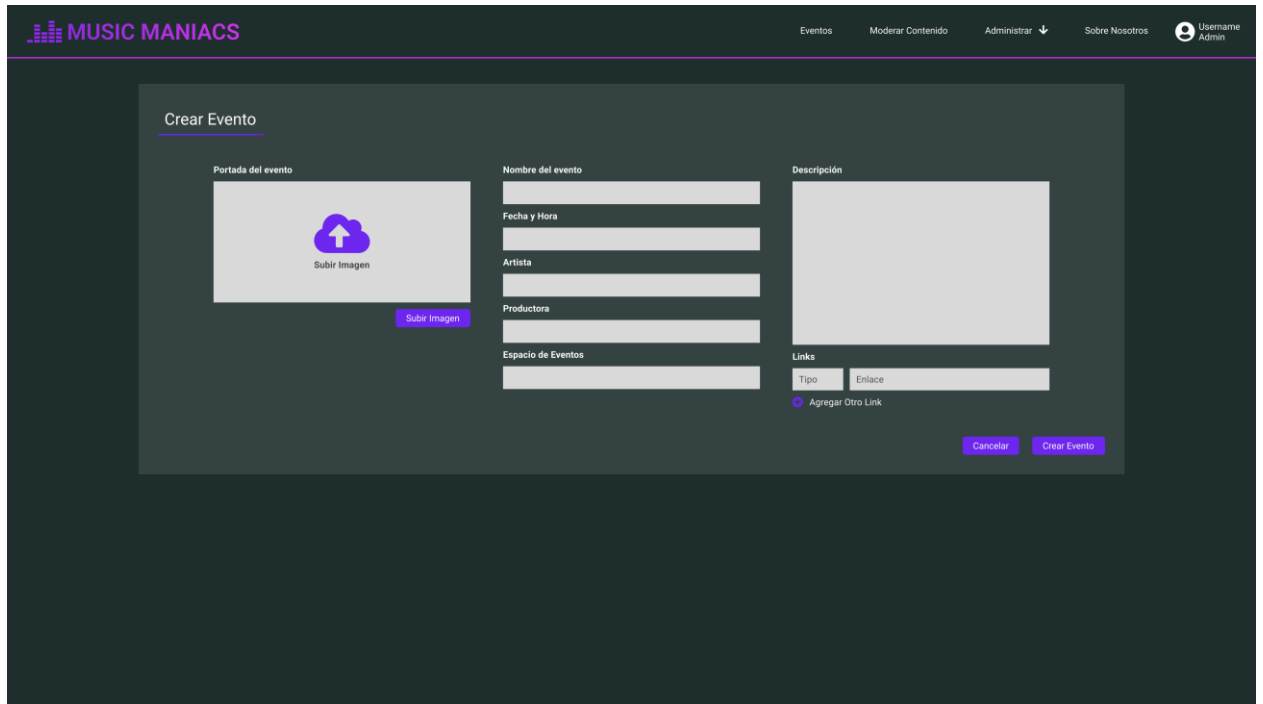 MUSIC MANIACS
Eventos
Moderar Contenido
Administrar
Sobre Nosotros
Username
Admin
Crear Evento
Portada del evento
Subir Imagen
Subir Imagen
Nombre del evento
Fecha y Hora
Artista
Productora
Espacio de Eventos
Descripción
Links
Tipo
Enlace
Agregar Otro Link
Cancelar
Crear Evento